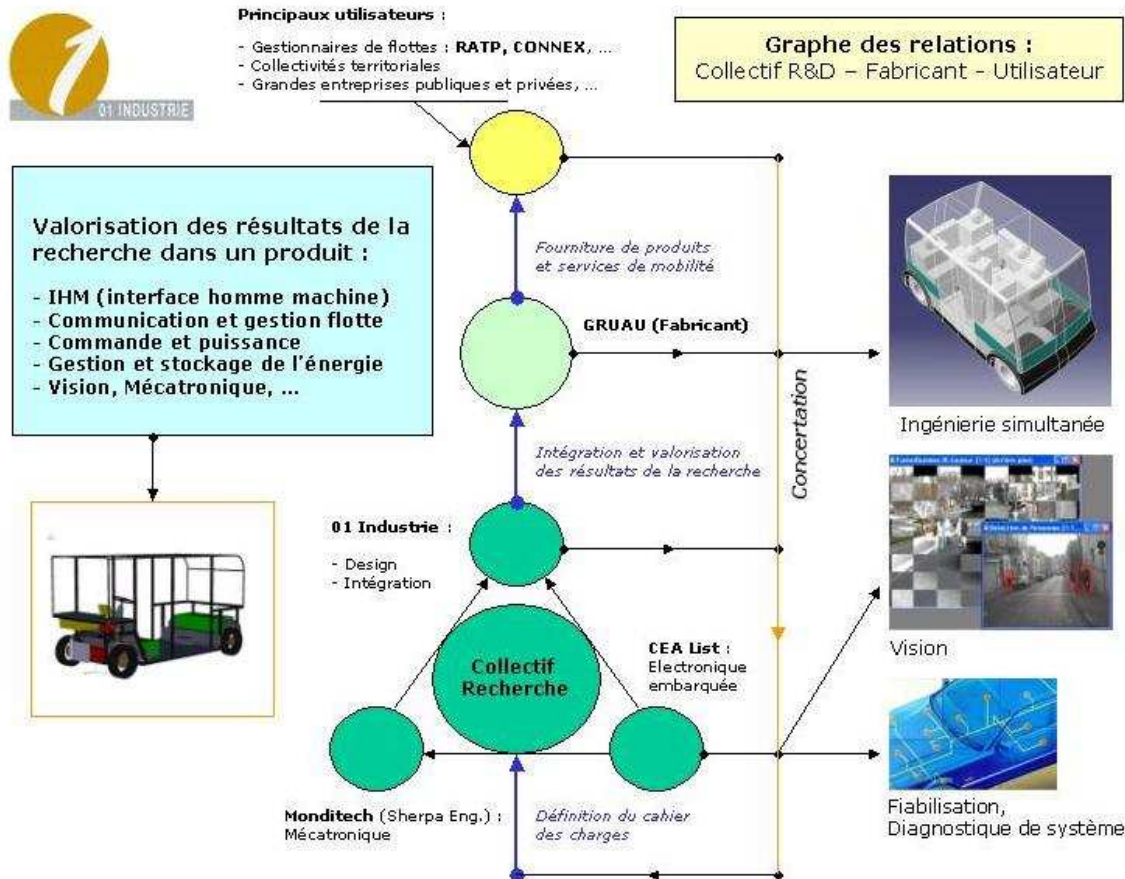 Principaux utilisateurs :
- Gestionnaires de flottes : RATP, CONNEX, ...
- Collectivités territoriales
- Grandes entreprises publiques et privées, ...
Graphe des relations :
Collectif R&D – Fabricant - Utilisateur
1
01 INDUSTRIE
Valorisation des résultats de la
recherche dans un produit :
- IHM (interface homme machine)
- Communication et gestion flotte
- Commande et puissance
- Gestion et stockage de l'énergie
- Vision, Mécatronique, ...
Fourniture de produits
et services de mobilité
GRUAU (Fabricant)
Concertation
Ingénierie simultanée
Intégration et valorisation
des résultats de la recherche
01 Industrie :
- Design
- Intégration
Collectif
Recherche
CEA List :
Electronique
embarquée
Vision
Monditech (Sherpa Eng.) :
Mécatronique
Définition du cahier
des charges
Fiabilisation,
Diagnostique de système